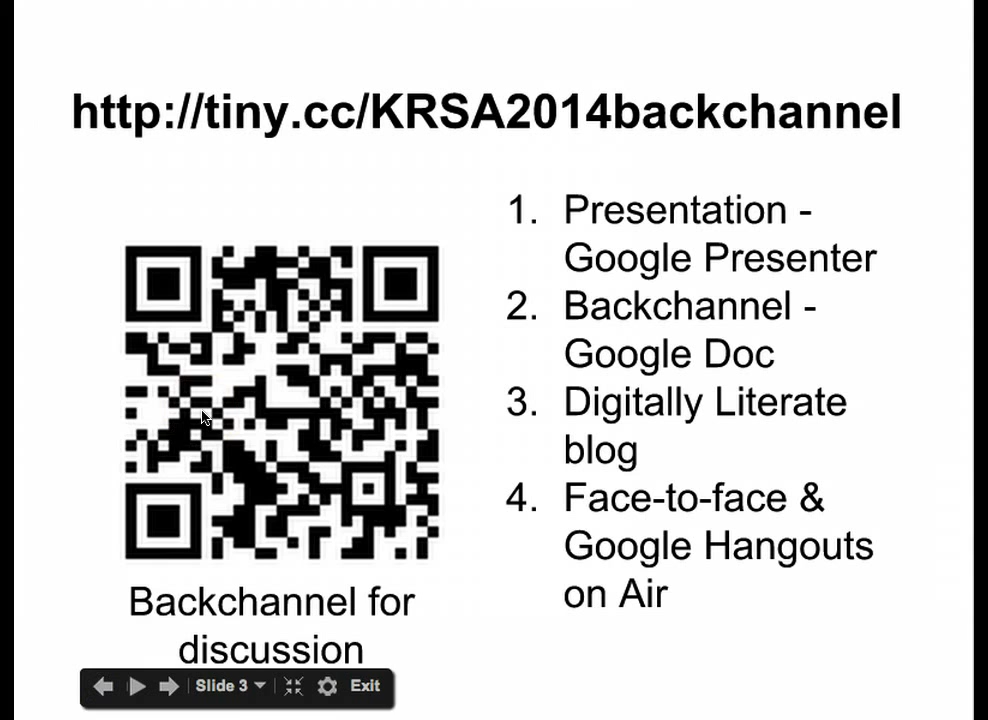 http://tiny.cc/KRSA2014backchannel
1. Presentation -
Google Presenter
2. Backchannel -
Google Doc
3. Digitally Literate
blog
4. Face-to-face &
Google Hangouts
on Air
Backchannel for
discussion
Slide 3
Exit